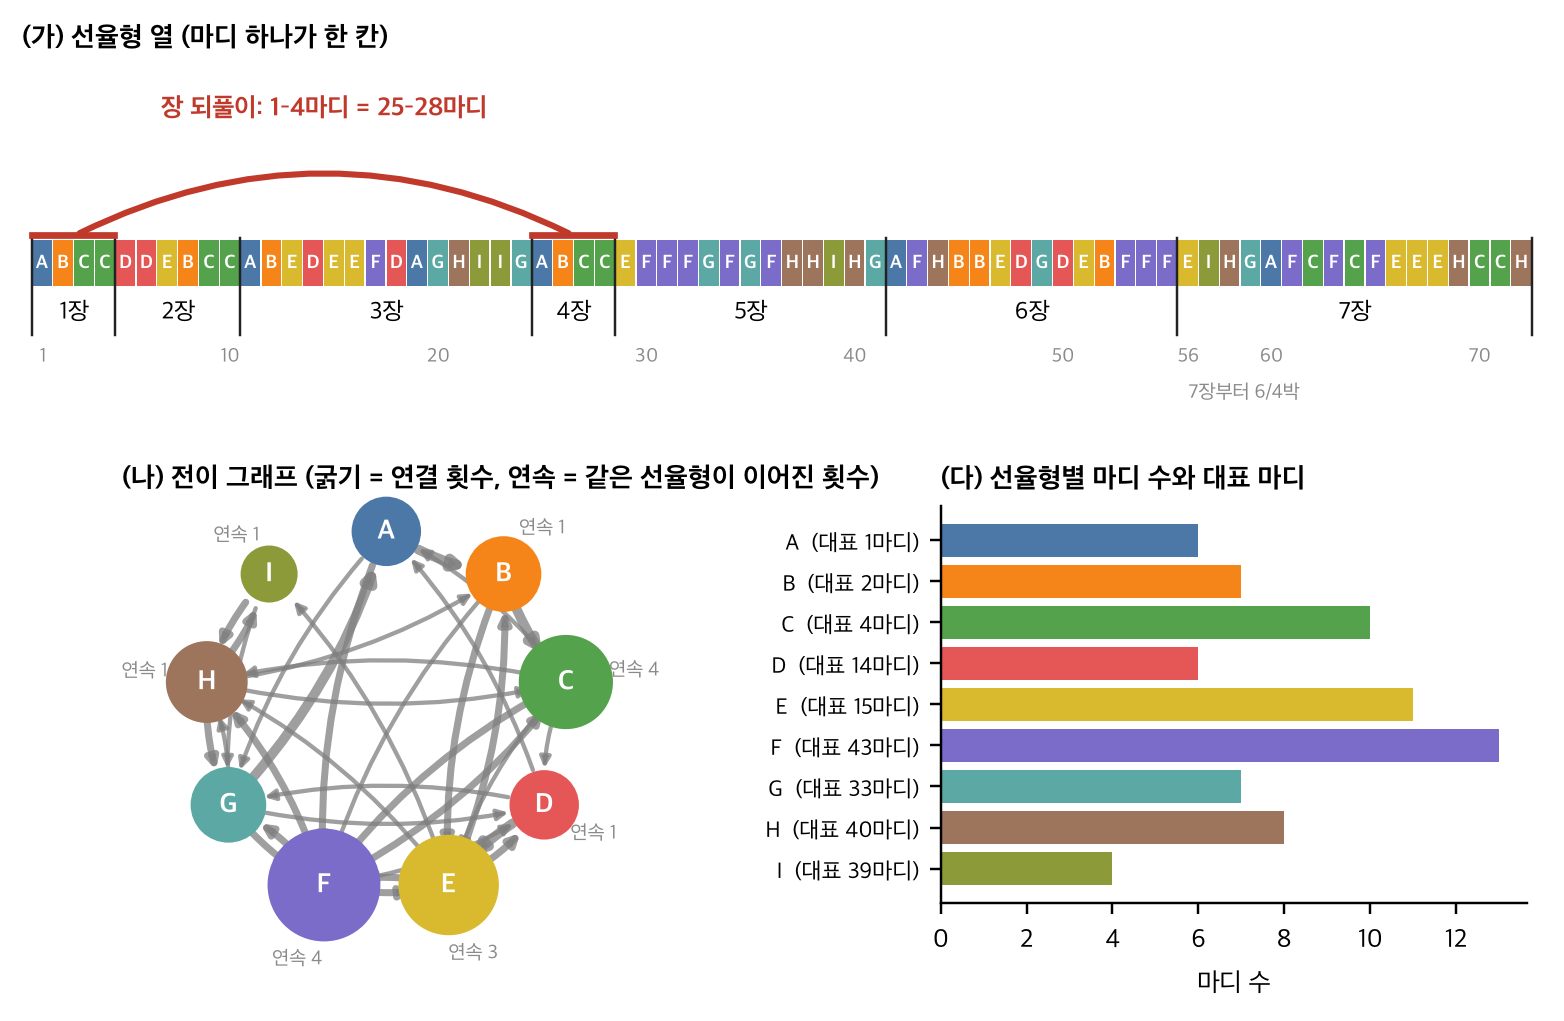 (가) 선율형 열 (마디 하나가 한 칸)
장 되풀이: 1-4마디 = 25-28마디
A B C C D D E B C C A B E D E E F D A G H I I G A B C C E F F F G F G F H H I H G A F H B B E D G D E B F F F E I H G A F C F C F E E E H C C H
1장 2장 3장 4장 5장 6장 7장
1 10 20 30 40 50 56 60 70
7장부터 6/4박
(나) 전이 그래프 (굵기 = 연결 횟수, 연속 = 같은 선율형이 이어진 횟수)
A
연속 1
B
연속 1
I
연속 1
H
C
연속 4
G
D
연속 1
F
연속 4
E
연속 3
(다) 선율형별 마디 수와 대표 마디
A (대표 1마디)
B (대표 2마디)
C (대표 4마디)
D (대표 14마디)
E (대표 15마디)
F (대표 43마디)
G (대표 33마디)
H (대표 40마디)
I (대표 39마디)
0 2 4 6 8 10 12
마디 수